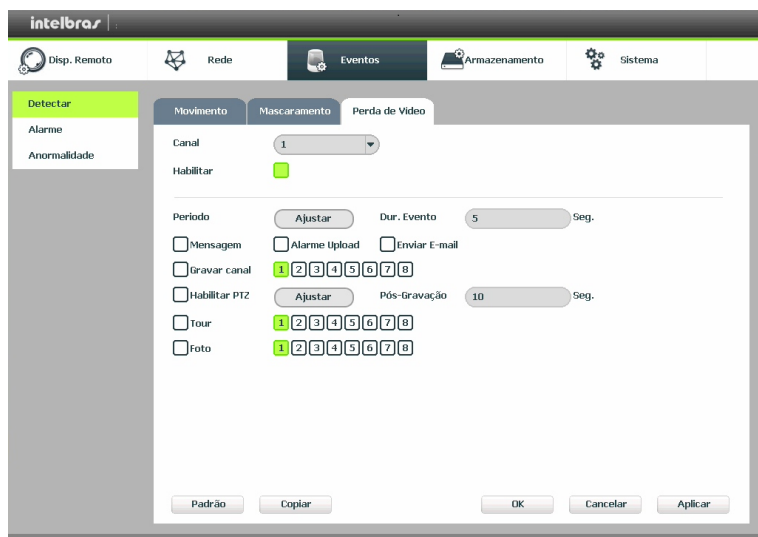 intelbras
Disp. Remoto Rede Eventos Armazenamento Sistema
Detectar
Alarme
Anormalidade
Movimento Mascaramento Perda de Video
Canal 1
Habilitar
Periodo Ajustar Dur. Evento 5 Seg.
Mensagem Alarme Upload Enviar E-mail
Gravar canal 1 2 3 4 5 6 7 8
Habilitar PTZ Ajustar Pós-Gravação 10 Seg.
Tour 1 2 3 4 5 6 7 8
Foto 1 2 3 4 5 6 7 8
Padrão Copiar OK Cancelar Aplicar